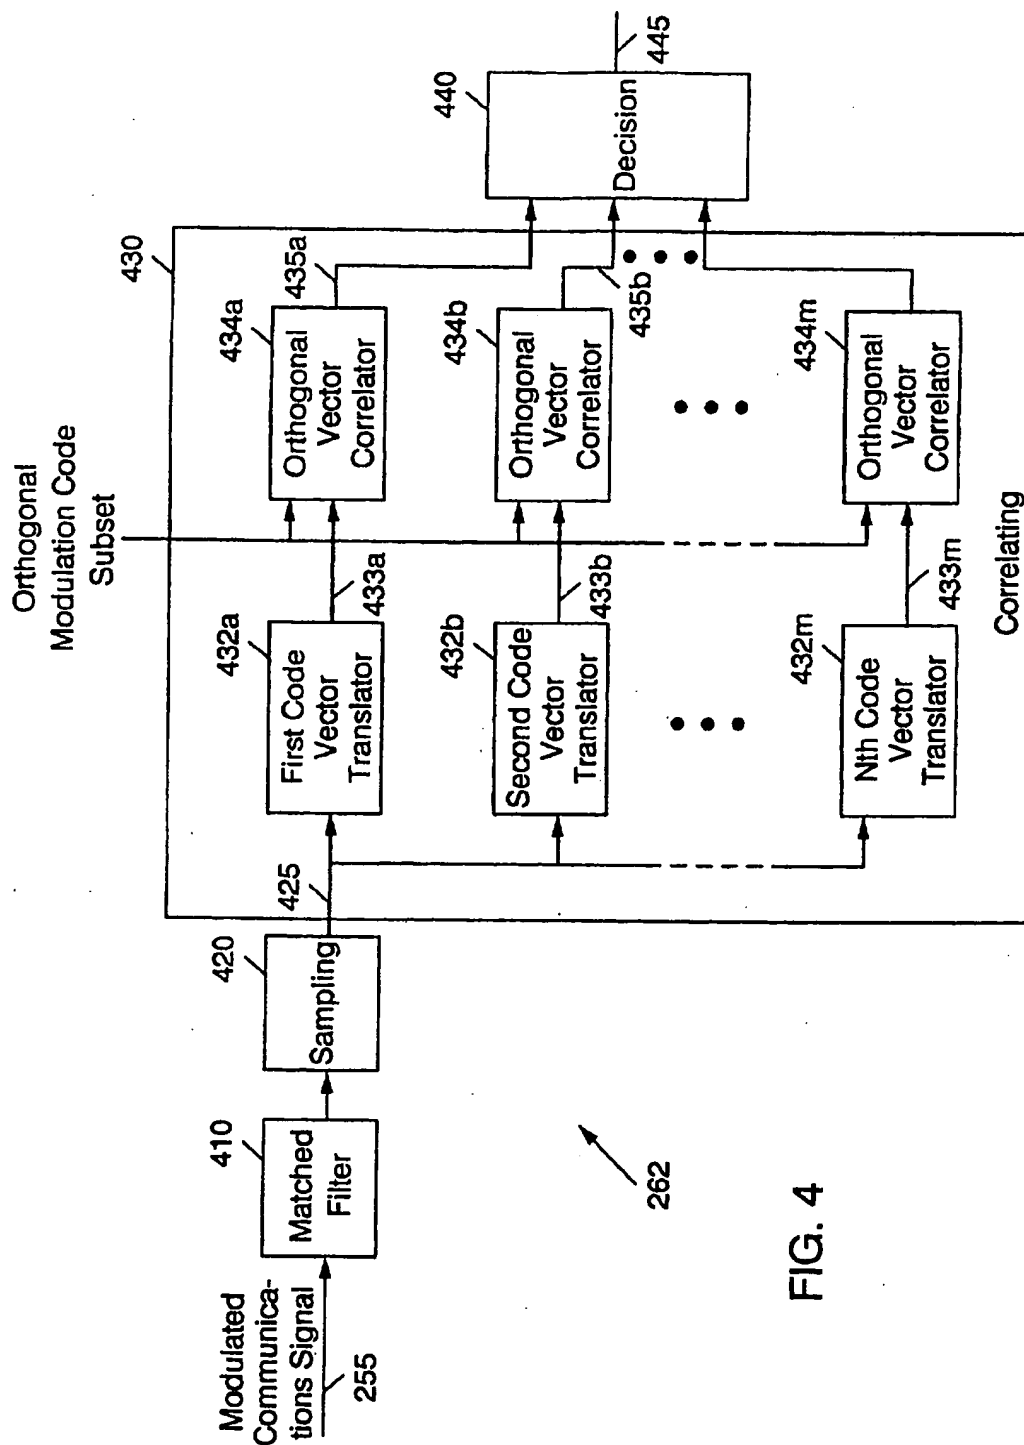 Modulated
Communica-
tions Signal
255
410
Matched
Filter
420
Sampling
425
430
Orthogonal
Modulation Code
Subset
432a
First Code
Vector
Translator
433a
434a
Orthogonal
Vector
Correlator
435a
432b
Second Code
Vector
Translator
433b
434b
Orthogonal
Vector
Correlator
435b
432m
Nth Code
Vector
Translator
433m
434m
Orthogonal
Vector
Correlator
Correlating
440
Decision
445
262
FIG. 4